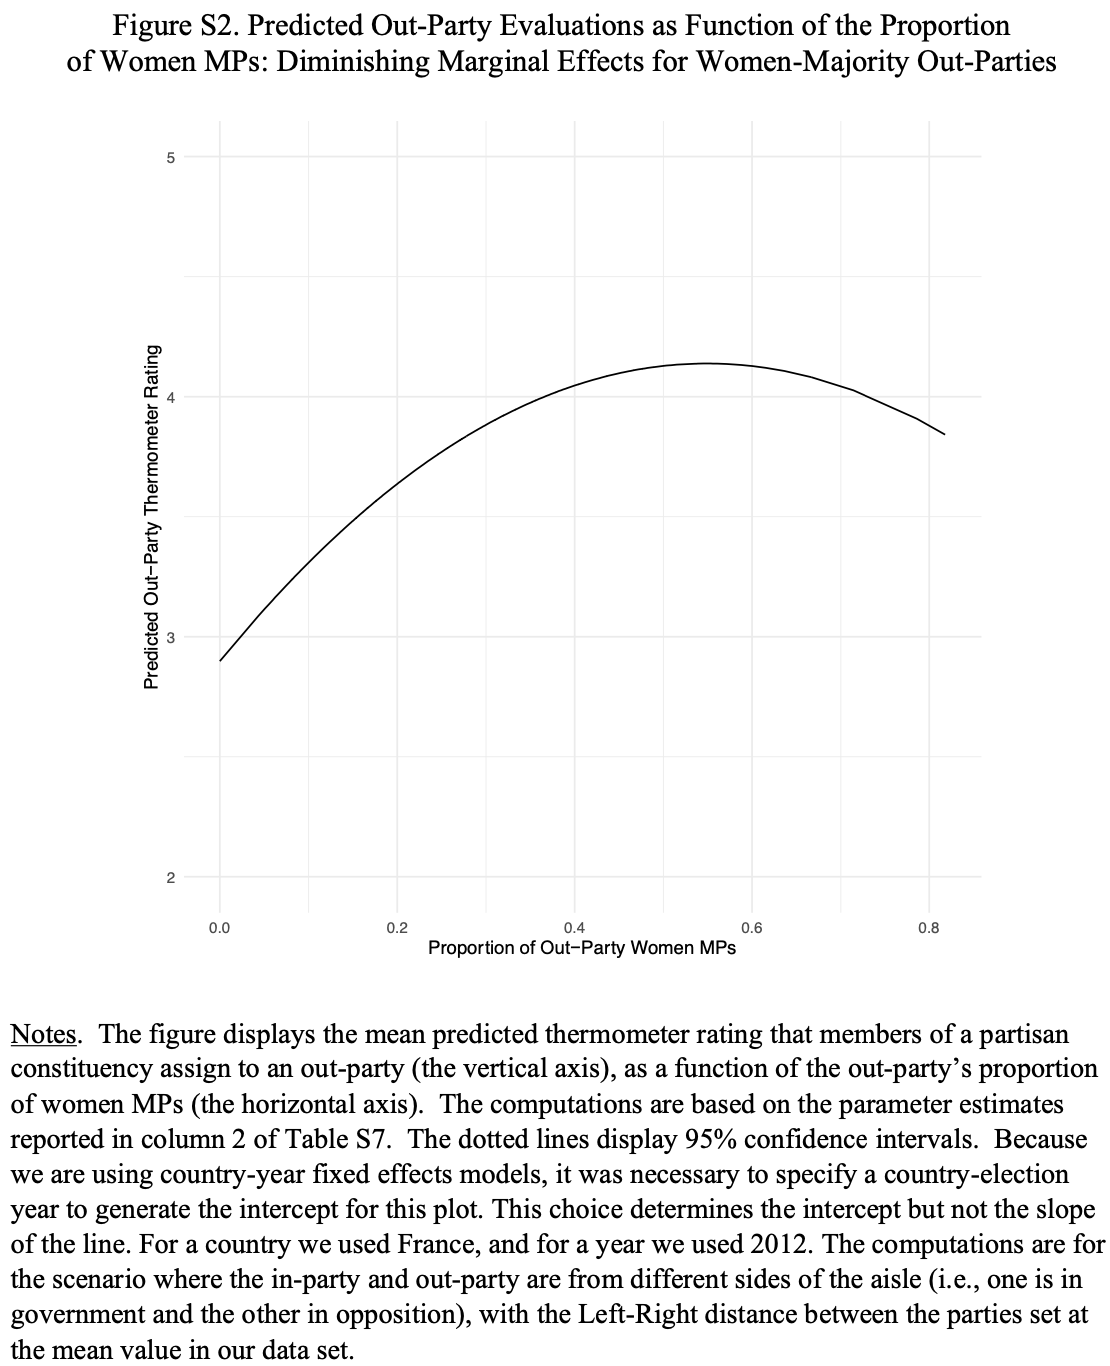 Figure S2. Predicted Out-Party Evaluations as Function of the Proportion
of Women MPs: Diminishing Marginal Effects for Women-Majority Out-Parties
5
4
3
2
Predicted Out−Party Thermometer Rating
0.0 0.2 0.4 0.6 0.8
Proportion of Out−Party Women MPs
Notes.  The figure displays the mean predicted thermometer rating that members of a partisan
constituency assign to an out-party (the vertical axis), as a function of the out-party’s proportion
of women MPs (the horizontal axis).  The computations are based on the parameter estimates
reported in column 2 of Table S7.  The dotted lines display 95% confidence intervals.  Because
we are using country-year fixed effects models, it was necessary to specify a country-election
year to generate the intercept for this plot. This choice determines the intercept but not the slope
of the line. For a country we used France, and for a year we used 2012. The computations are for
the scenario where the in-party and out-party are from different sides of the aisle (i.e., one is in
government and the other in opposition), with the Left-Right distance between the parties set at
the mean value in our data set.